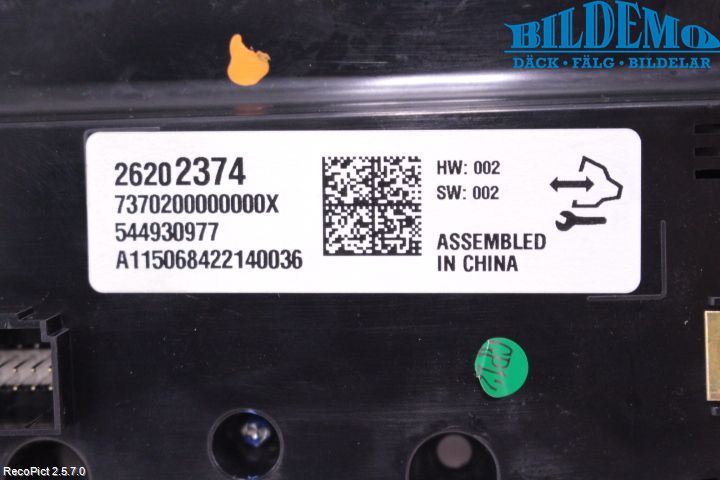 BILDEMO
DÄCK • FÄLG • BILDELAR
26202374
7370200000000X
544930977
A115068422140036
HW: 002
SW: 002
ASSEMBLED
IN CHINA
GP12
RecoPict 2.5.7.0